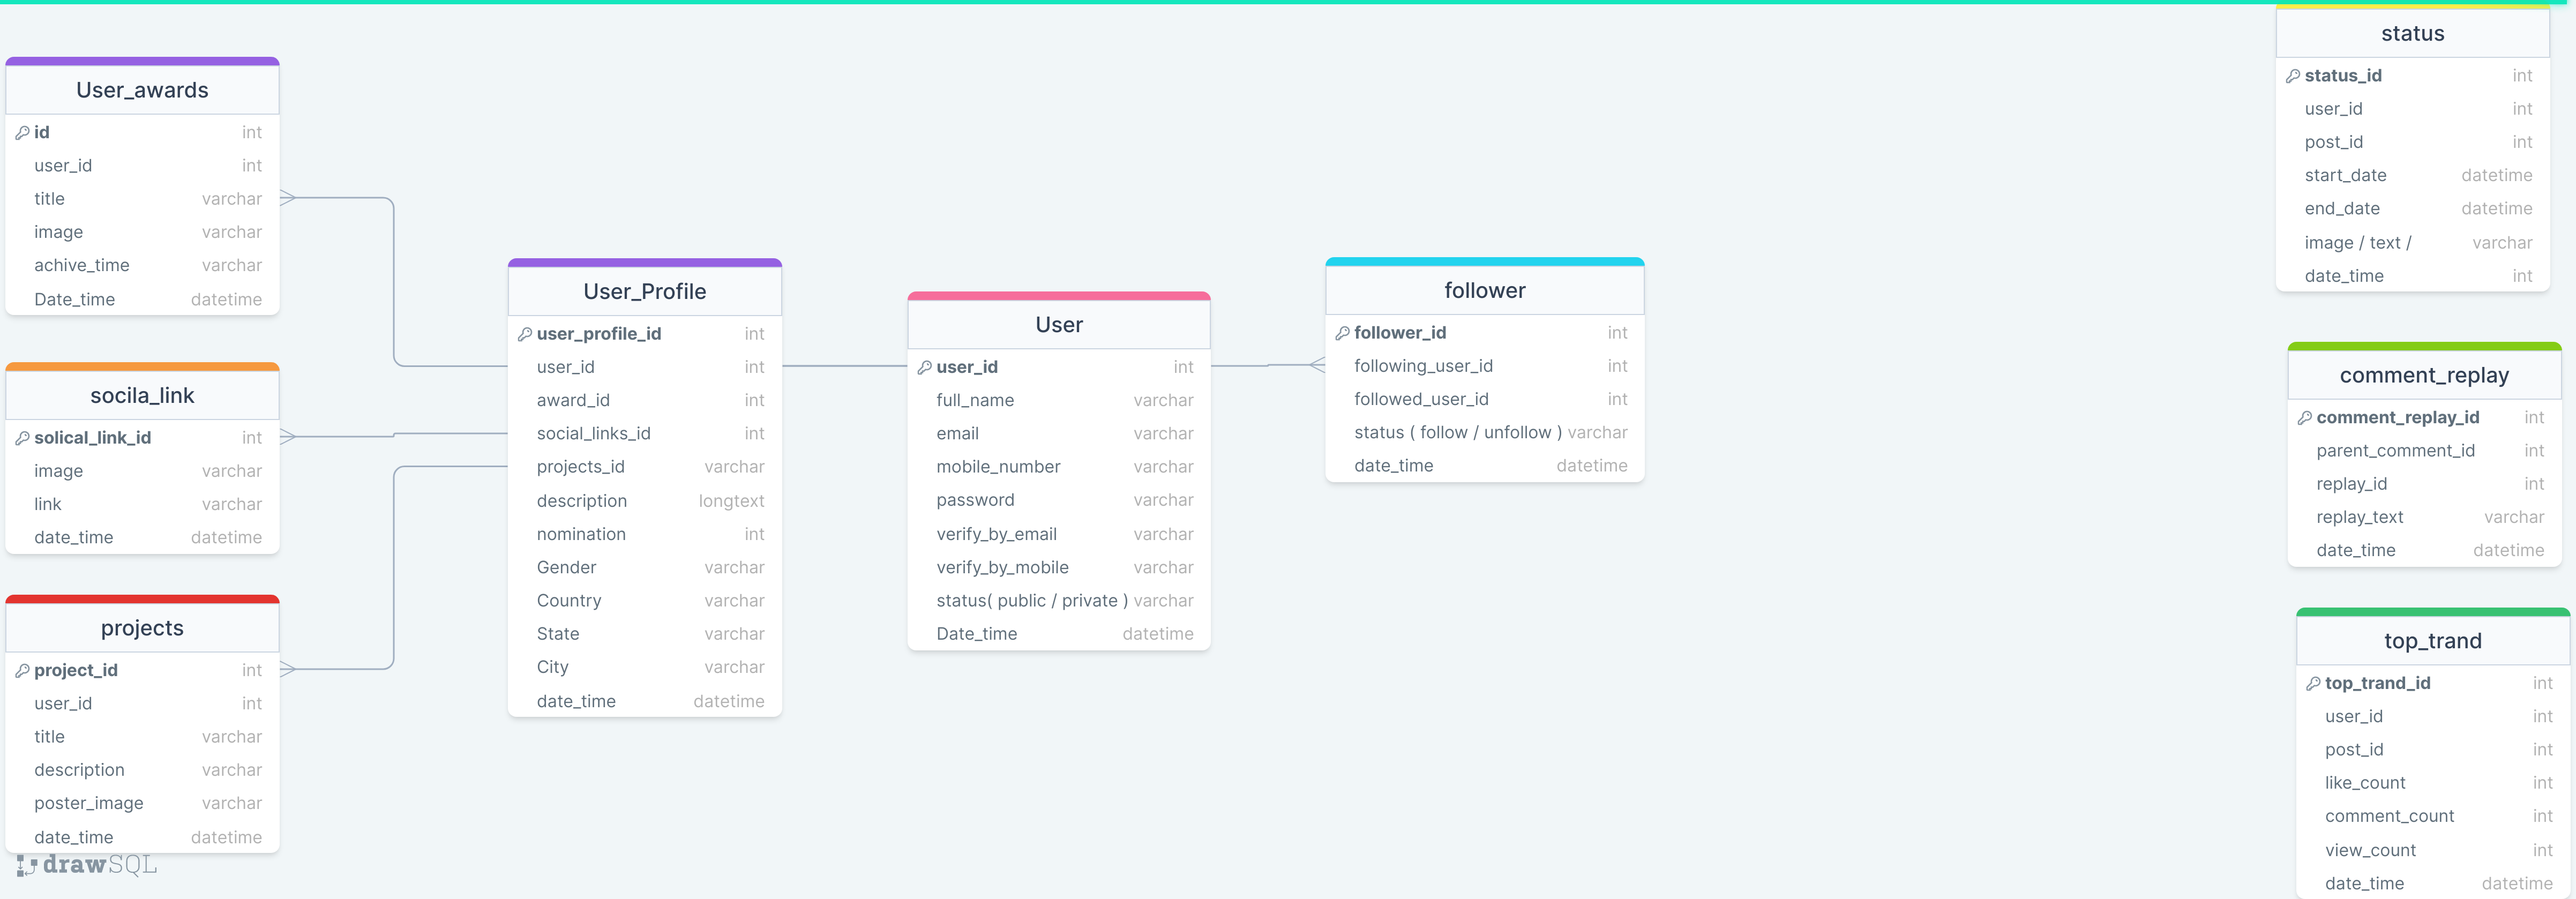 User_awards
id int
user_id int
title varchar
image varchar
achive_time varchar
Date_time datetime
socila_link
solical_link_id int
image varchar
link varchar
date_time datetime
projects
project_id int
user_id int
title varchar
description varchar
poster_image varchar
date_time datetime
drawSQL
User_Profile
user_profile_id int
user_id int
award_id int
social_links_id int
projects_id varchar
description longtext
nomination int
Gender varchar
Country varchar
State varchar
City varchar
date_time datetime
User
user_id int
full_name varchar
email varchar
mobile_number varchar
password varchar
verify_by_email varchar
verify_by_mobile varchar
status( public / private ) varchar
Date_time datetime
follower
follower_id int
following_user_id int
followed_user_id int
status ( follow / unfollow ) varchar
date_time datetime
status
status_id int
user_id int
post_id int
start_date datetime
end_date datetime
image / text / varchar
date_time int
comment_replay
comment_replay_id int
parent_comment_id int
replay_id int
replay_text varchar
date_time datetime
top_trand
top_trand_id int
user_id int
post_id int
like_count int
comment_count int
view_count int
date_time datetime